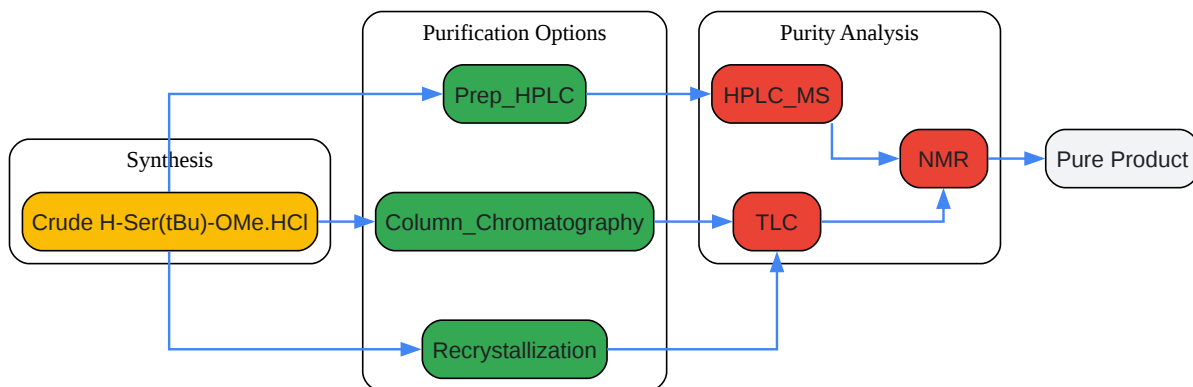 Purification Options
Purity Analysis
Prep_HPLC
HPLC_MS
Synthesis
NMR
Pure Product
Crude H-Ser(tBu)-OMe.HCl
Column_Chromatography
TLC
Recrystallization